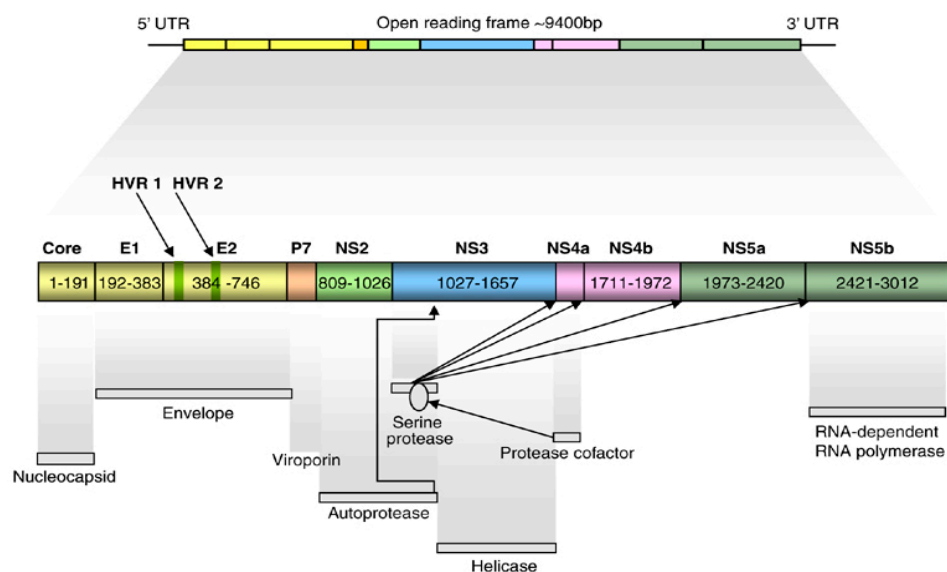 5' UTR Open reading frame ~9400bp 3' UTR
HVR 1 HVR 2
Core E1 E2 P7 NS2 NS3 NS4a NS4b NS5a NS5b
1-191 192-383 384 -746 809-1026 1027-1657 1711-1972 1973-2420 2421-3012
Envelope
Serine
protease
Nucleocapsid
Viroporin
Autoprotease
Protease cofactor
RNA-dependent
RNA polymerase
Helicase